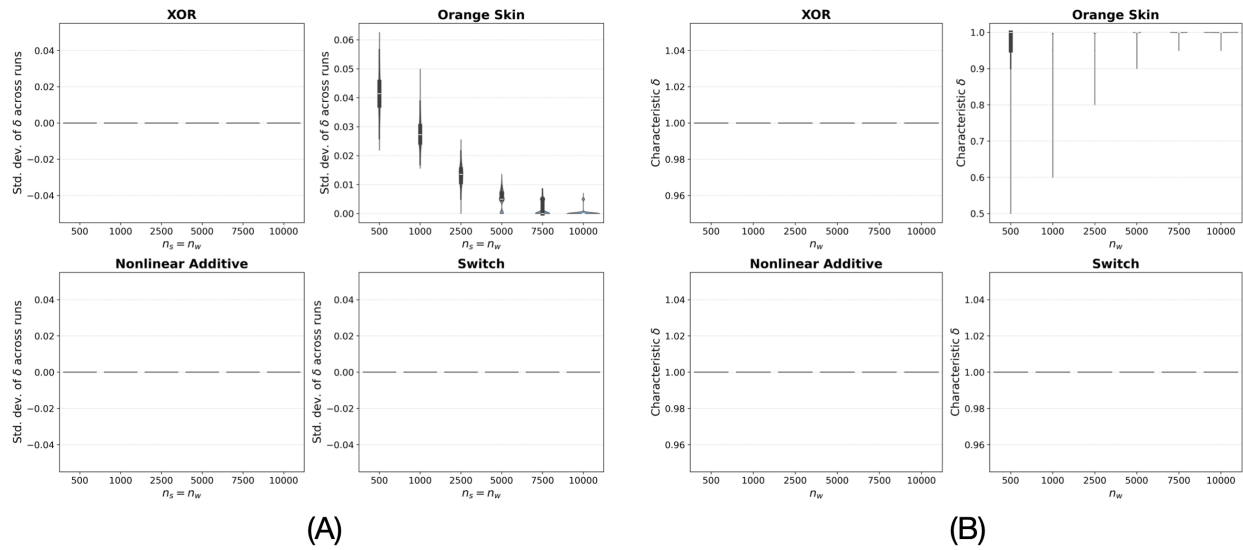 XOR
Std. dev. of δ across runs
0.04
0.02
0.00
−0.02
−0.04
500 1000 2500 5000 7500 10000
n_s = n_w
Orange Skin
Std. dev. of δ across runs
0.06
0.05
0.04
0.03
0.02
0.01
0.00
500 1000 2500 5000 7500 10000
n_s = n_w
Nonlinear Additive
Std. dev. of δ across runs
0.04
0.02
0.00
−0.02
−0.04
500 1000 2500 5000 7500 10000
n_s = n_w
Switch
Std. dev. of δ across runs
0.04
0.02
0.00
−0.02
−0.04
500 1000 2500 5000 7500 10000
n_s = n_w
(A)
XOR
Characteristic δ
1.04
1.02
1.00
0.98
0.96
500 1000 2500 5000 7500 10000
n_w
Orange Skin
Characteristic δ
1.0
0.9
0.8
0.7
0.6
0.5
500 1000 2500 5000 7500 10000
n_w
Nonlinear Additive
Characteristic δ
1.04
1.02
1.00
0.98
0.96
500 1000 2500 5000 7500 10000
n_w
Switch
Characteristic δ
1.04
1.02
1.00
0.98
0.96
500 1000 2500 5000 7500 10000
n_w
(B)